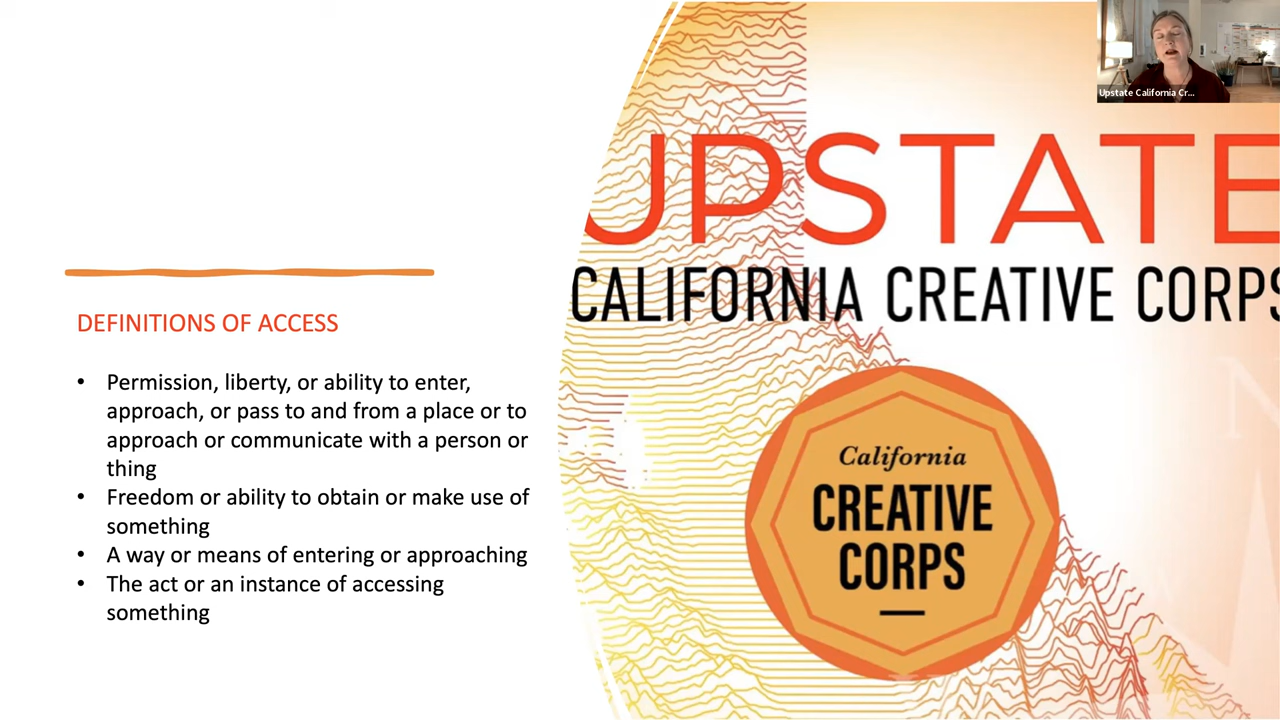 Upstate California Cr...
UPSTATE
CALIFORNIA CREATIVE CORPS
DEFINITIONS OF ACCESS
• Permission, liberty, or ability to enter,
approach, or pass to and from a place or to
approach or communicate with a person or
thing
• Freedom or ability to obtain or make use of
something
• A way or means of entering or approaching
• The act or an instance of accessing
something
California
CREATIVE
CORPS